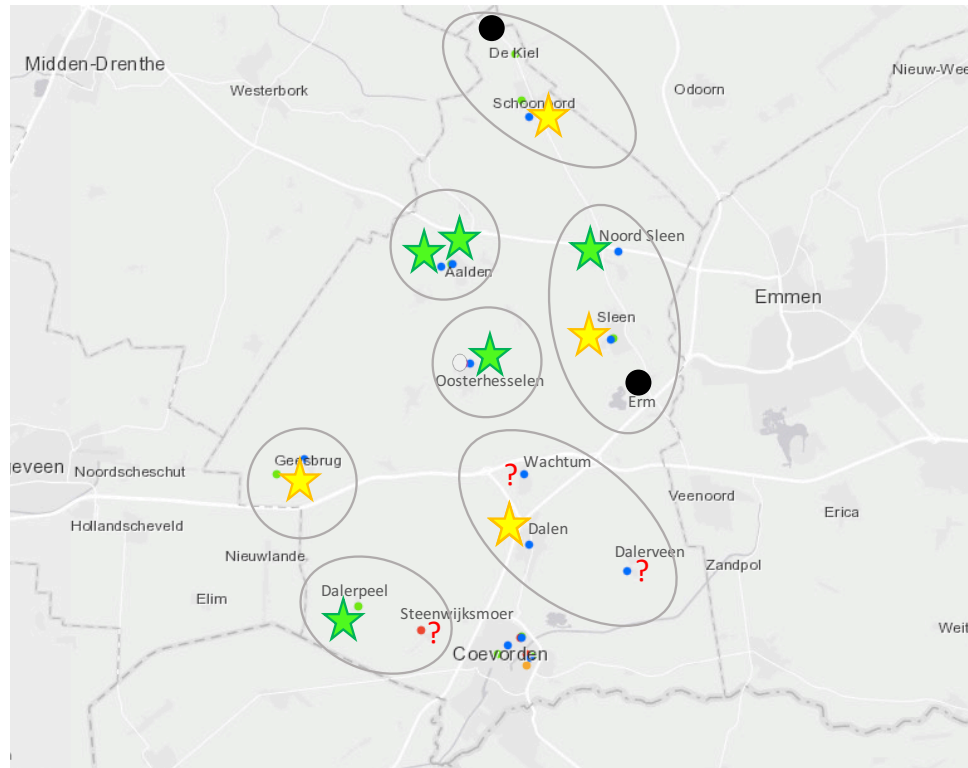 De Kiel
Midden-Drenthe
Nieuw-Wee
Westerbork
Odoorn
Schoonoord
Noord Sleen
Aalden
Emmen
Sleen
Oosterhesselen
Erm
Geesbrug
Wachtum
geveen
Noordscheschut
?
Veenoord
Erica
Hollandscheveld
Dalen
Nieuwlande
Dalerveen
?
Zandpol
Dalerpeel
Elim
Steenwijksmoer
?
Weit
Coevorden